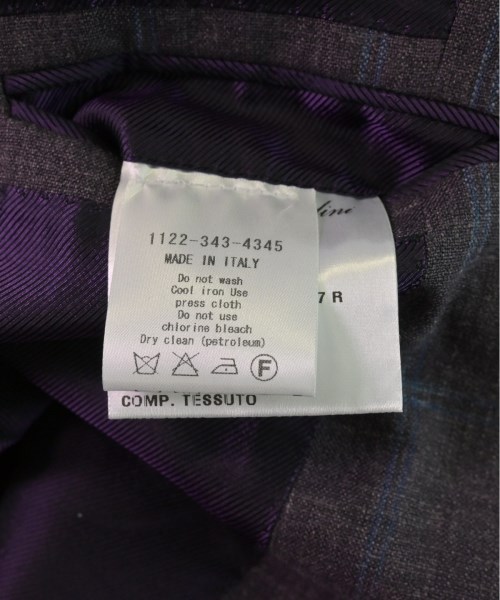 1122-343-4345
MADE IN ITALY
Do not wash
Cool iron Use
press cloth
Do not use
chlorine bleach
Dry clean (petroleum)
F
7 R
COMP. TESSUTO